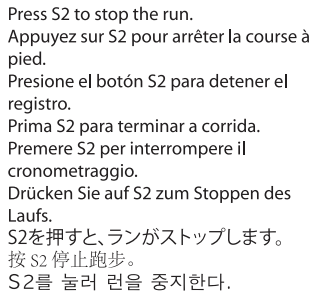 Press S2 to stop the run.
Appuyez sur S2 pour arrêter la course à
pied.
Presione el botón S2 para detener el
registro.
Prima S2 para terminar a corrida.
Premere S2 per interrompere il
cronometraggio.
Drücken Sie auf S2 zum Stoppen des
Laufs.
S2を押すと、ランがストップします。
按 S2 停止跑步。
S2를 눌러 런을 중지한다.